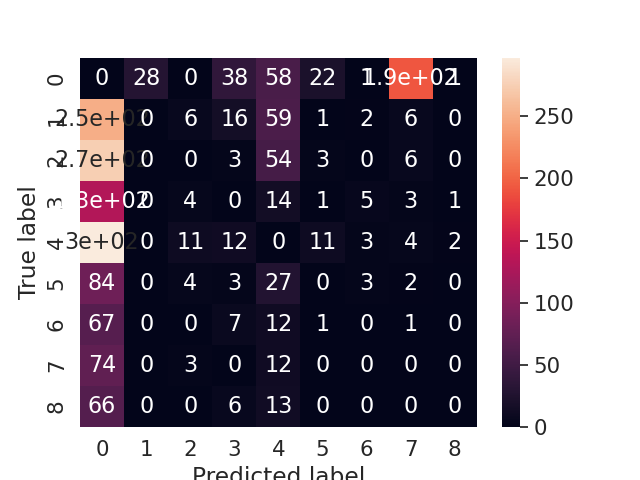 0 0 28 0 38 58 22 1 1.9e+02 1
1 2.5e+02 0 6 16 59 1 2 6 0
2 2.7e+02 0 0 3 54 3 0 6 0
3 3e+02 0 4 0 14 1 5 3 1
4 3e+02 0 11 12 0 11 3 4 2
5 84 0 4 3 27 0 3 2 0
6 67 0 0 7 12 1 0 1 0
7 74 0 3 0 12 0 0 0 0
8 66 0 0 6 13 0 0 0 0
0 1 2 3 4 5 6 7 8
True label
Predicted label
250
200
150
100
50
0